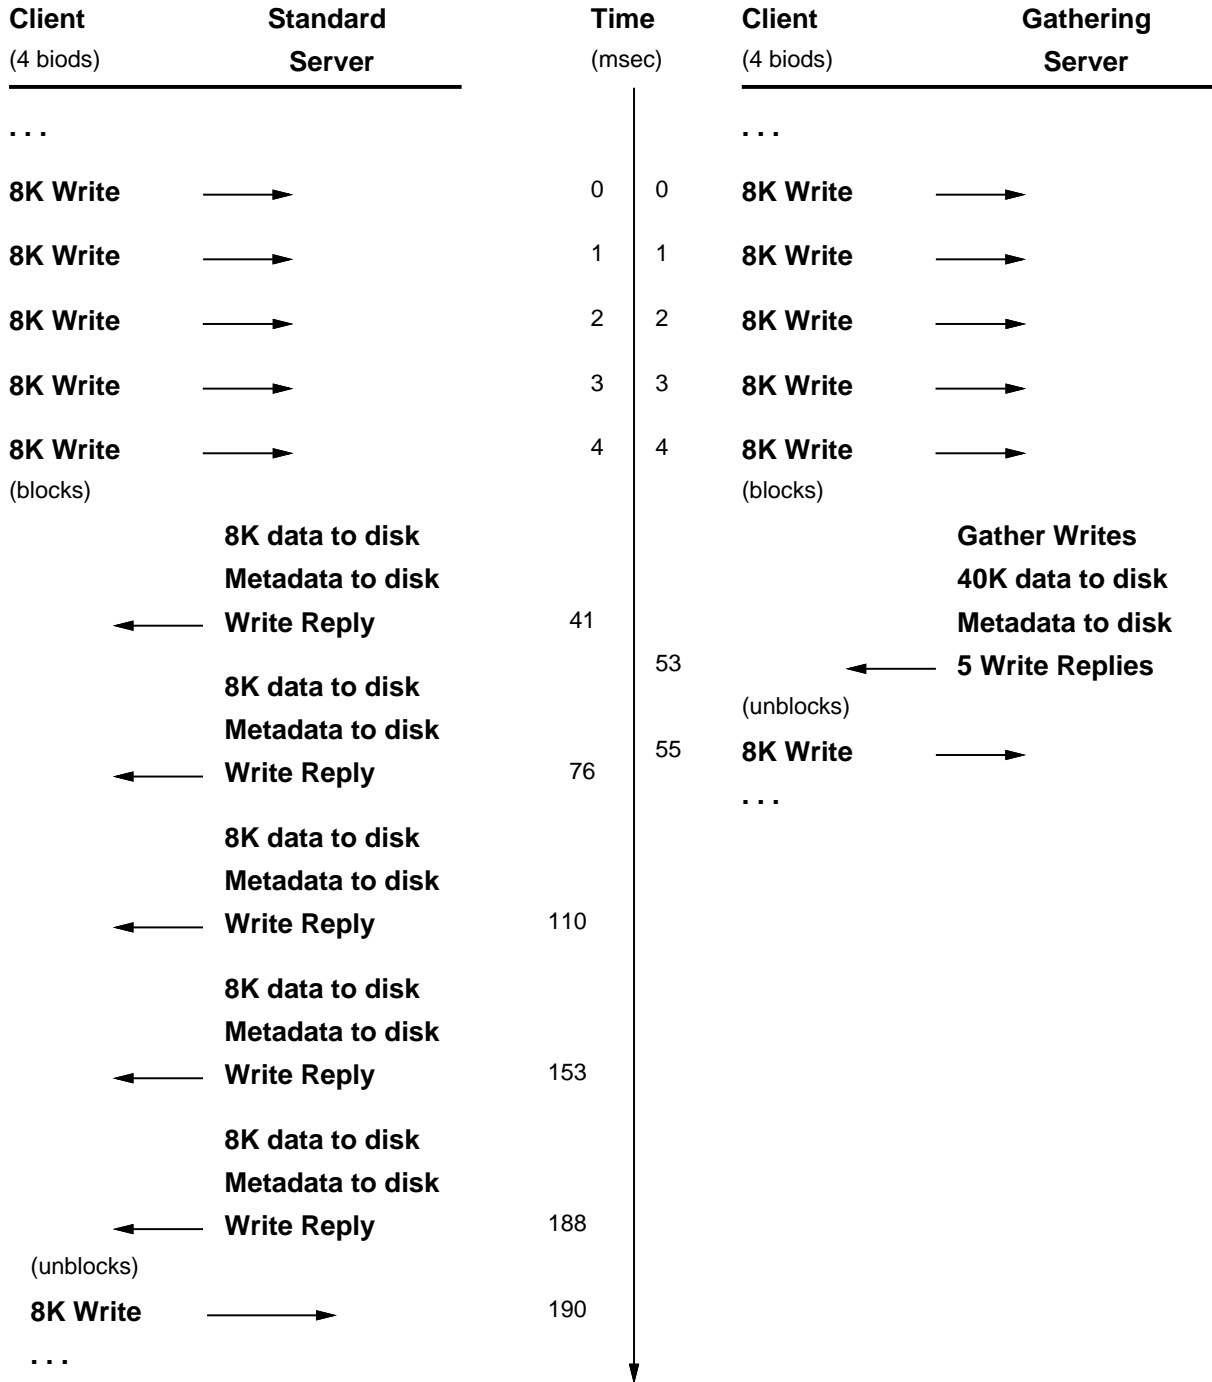 Client Standard Time Client Gathering
(4 biods) Server (msec) (4 biods) Server
. . . . . .
8K Write 0 0 8K Write
8K Write 1 1 8K Write
8K Write 2 2 8K Write
8K Write 3 3 8K Write
8K Write 4 4 8K Write
(blocks) (blocks)
8K data to disk Gather Writes
Metadata to disk 40K data to disk
Write Reply 41 Metadata to disk
53 5 Write Replies
8K data to disk
(unblocks)
Metadata to disk
55 8K Write
Write Reply 76
. . .
8K data to disk
Metadata to disk
Write Reply 110
8K data to disk
Metadata to disk
Write Reply 153
8K data to disk
Metadata to disk
Write Reply 188
(unblocks)
8K Write 190
. . .